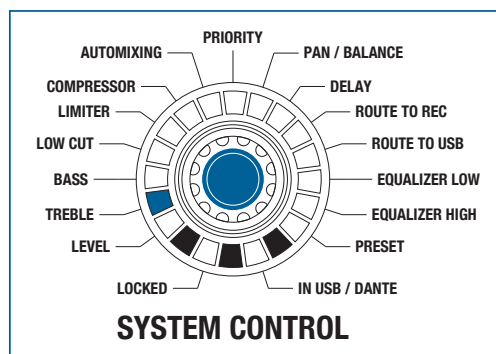 PRIORITY
AUTOMIXING
PAN / BALANCE
COMPRESSOR
DELAY
LIMITER
ROUTE TO REC
LOW CUT
ROUTE TO USB
BASS
EQUALIZER LOW
TREBLE
EQUALIZER HIGH
LEVEL
PRESET
LOCKED
IN USB / DANTE
SYSTEM CONTROL